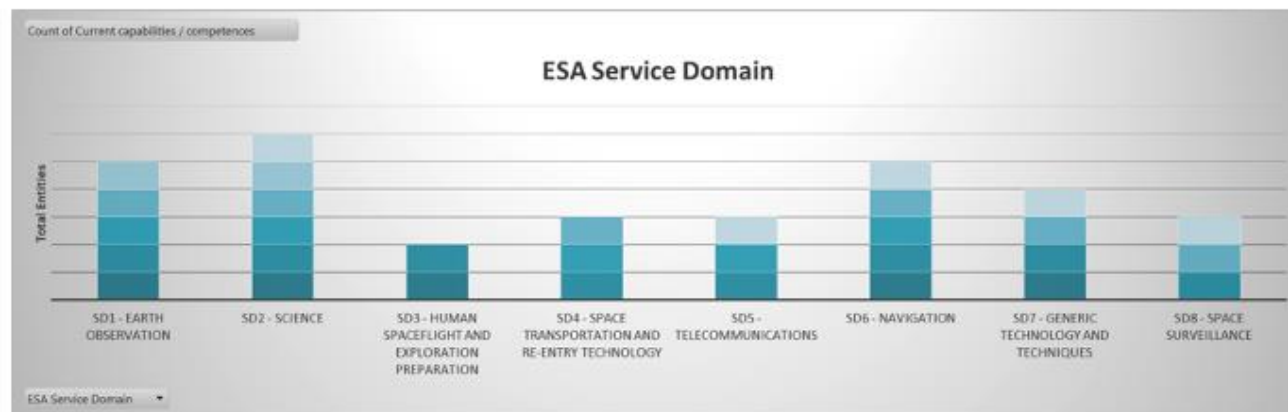 Count of Current capabilities / competences
ESA Service Domain
Total Entities
SD1 - EARTH
OBSERVATION
SD2 - SCIENCE
SD3 - HUMAN
SPACEFLIGHT AND
EXPLORATION
PREPARATION
SD4 - SPACE
TRANSPORTATION AND
RE-ENTRY TECHNOLOGY
SD5 -
TELECOMMUNICATIONS
SD6 - NAVIGATION
SD7 - GENERIC
TECHNOLOGY AND
TECHNIQUES
SD8 - SPACE
SURVEILLANCE
ESA Service Domain